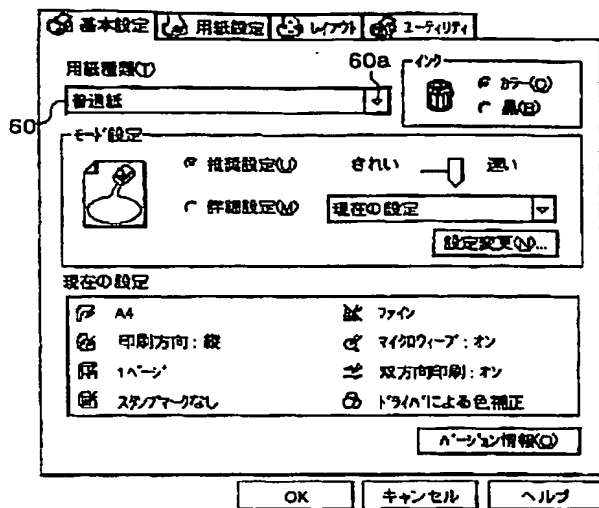 基本設定 用紙設定 レイアウト ユーティリティ
用紙種類(T) 60a インク
普通紙 カラー(O)
60 黒(B)
モード設定
推奨設定(U) きれい 速い
詳細設定(M) 現在の設定
設定変更(N)...
現在の設定
A4 ファイン
印刷方向:縦 マイクロウィーブ:オン
1ページ 双方向印刷:オン
スタンプマークなし ドライバによる色補正
バージョン情報(O)
OK キャンセル ヘルプ